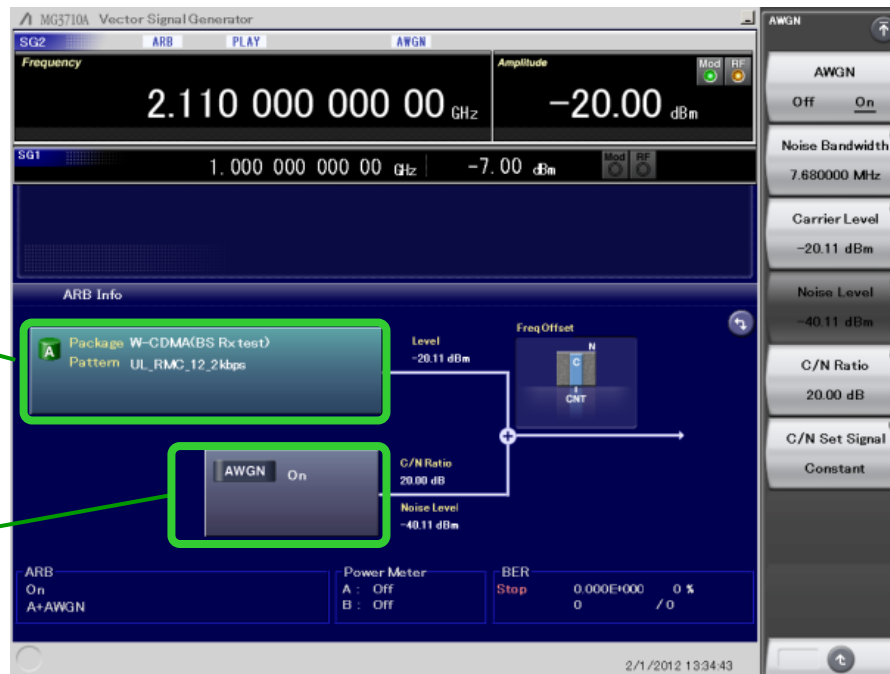 MG3710A Vector Signal Generator
SG2 ARB PLAY AWGN
Frequency
2.110 000 000 00 GHz
Amplitude
Mod RF
-20.00 dBm
SG1 1. 000 000 000 00 GHz -7. 00 dBm Mod RF
ARB Info
A Package W-CDMA(BS Rx test)
Pattern UL_RMC_12_2kbps
Level
-20.11 dBm
Freq Offset
N
C
CNT
AWGN On
C/N Ratio
20.00 dB
Noise Level
-40.11 dBm
ARB
On
A+AWGN
Power Meter
A : Off
B : Off
BER
Stop 0.000E+000 0 %
0 / 0
2/1/2012 13:34:43
AWGN
AWGN
Off On
Noise Bandwidth
7.680000 MHz
Carrier Level
-20.11 dBm
Noise Level
-40.11 dBm
C/N Ratio
20.00 dB
C/N Set Signal
Constant